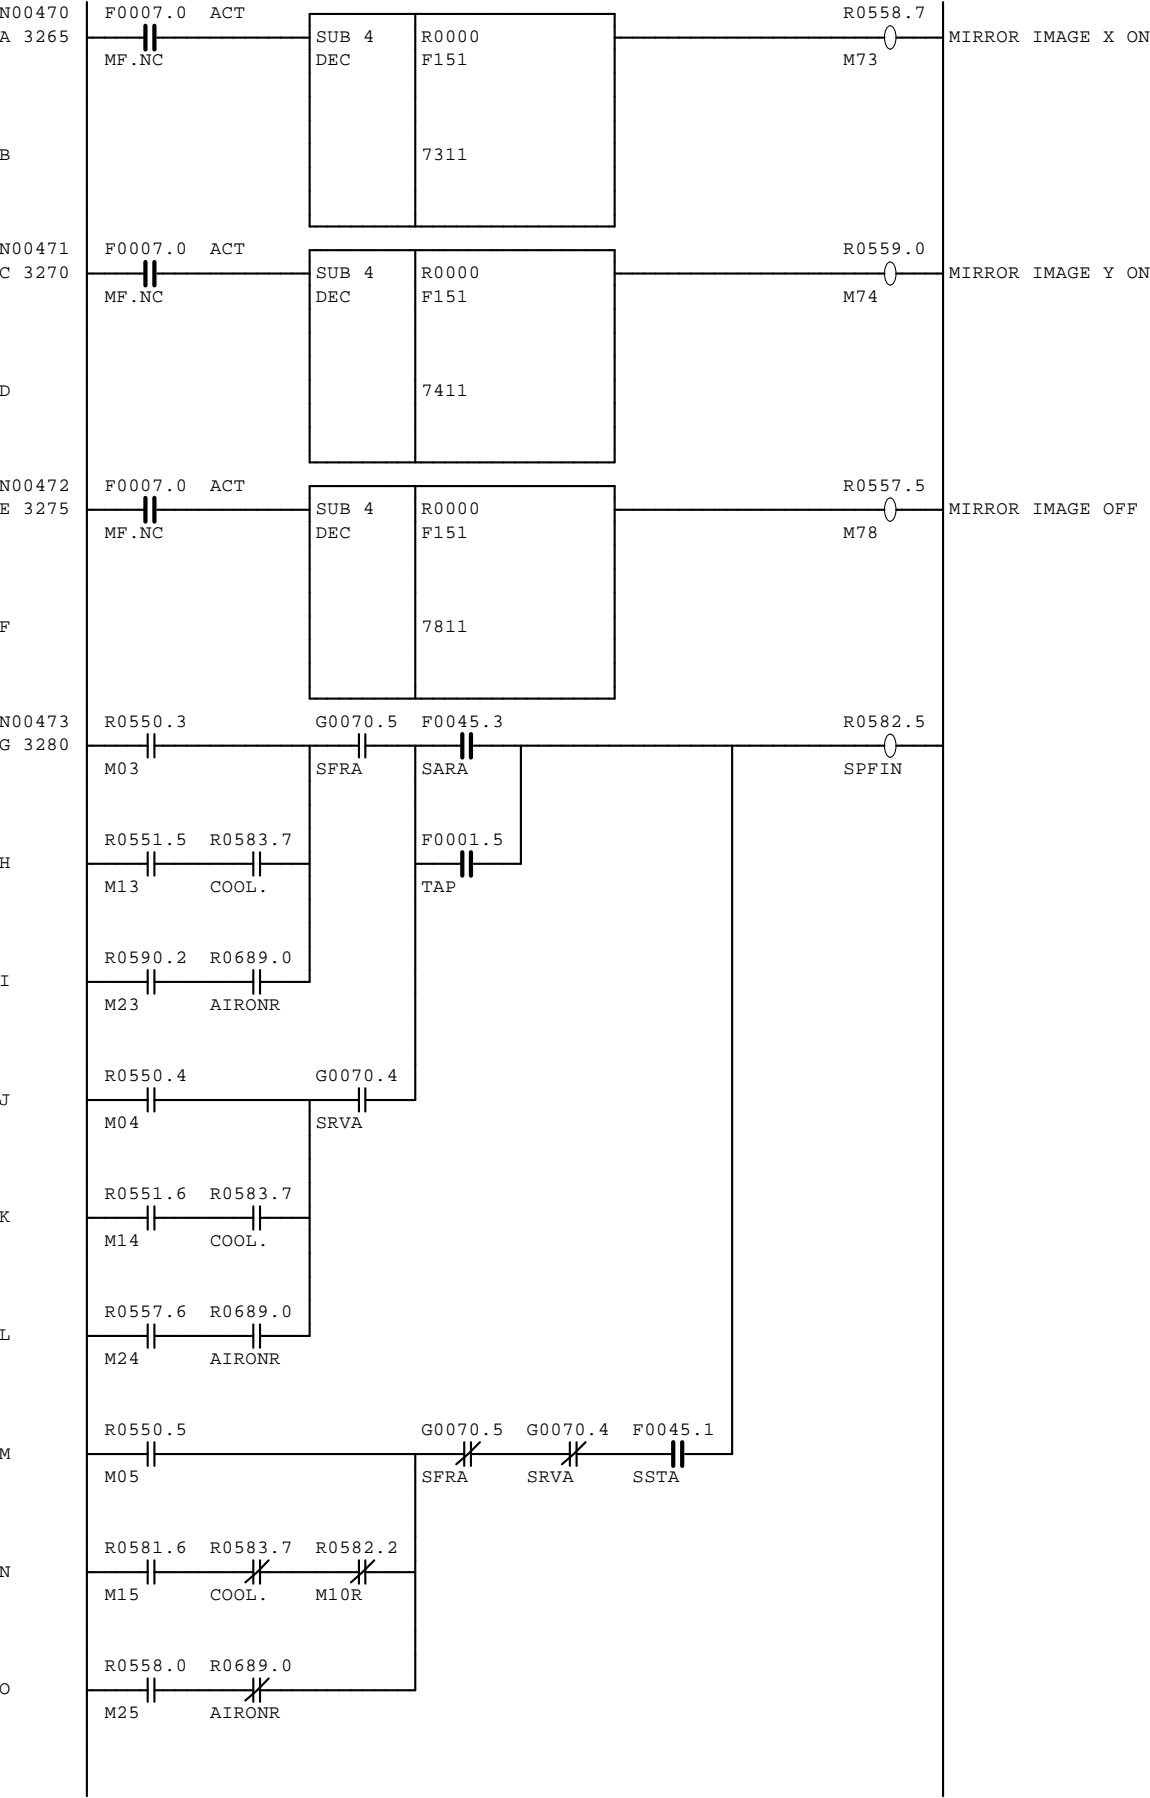 N00470 F0007.0 ACT R0558.7
A 3265 SUB 4 R0000 MIRROR IMAGE X ON
MF.NC DEC F151 M73
B 7311
N00471 F0007.0 ACT R0559.0
C 3270 SUB 4 R0000 MIRROR IMAGE Y ON
MF.NC DEC F151 M74
D 7411
N00472 F0007.0 ACT R0557.5
E 3275 SUB 4 R0000 MIRROR IMAGE OFF
MF.NC DEC F151 M78
F 7811
N00473 R0550.3 G0070.5 F0045.3 R0582.5
G 3280
M03 SFRA SARA SPFIN
R0551.5 R0583.7 F0001.5
H
M13 COOL. TAP
R0590.2 R0689.0
I
M23 AIRONR
R0550.4 G0070.4
J
M04 SRVA
R0551.6 R0583.7
K
M14 COOL.
R0557.6 R0689.0
L
M24 AIRONR
R0550.5 G0070.5 G0070.4 F0045.1
M
M05 SFRA SRVA SSTA
R0581.6 R0583.7 R0582.2
N
M15 COOL. M10R
R0558.0 R0689.0
O
M25 AIRONR